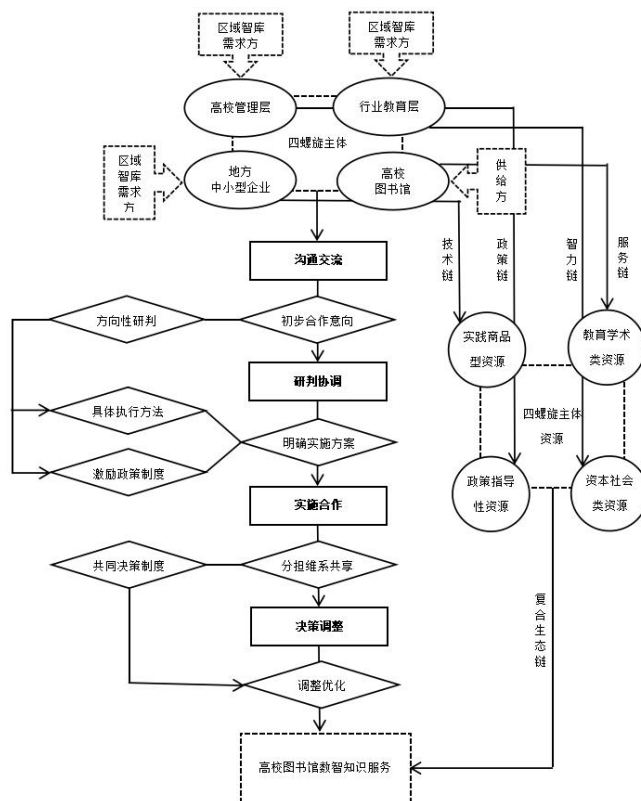 区域智库
需求方
区域智库
需求方
高校管理层
行业教育层
四螺旋主体
区域
智库
需求
方
地方
中小型企业
高校
图书馆
供
给
方
沟通交流
技术链
政策链
智力链
服务链
方向性研判
初步合作意向
实践商品
型资源
教育学术
类资源
研判协调
具体执行方法
明确实施方案
激励政策制度
四螺旋主体
资源
政策指导
性资源
资本社会
类资源
实施合作
共同决策制度
分担维系共享
决策调整
复合生态链
调整优化
高校图书馆数智知识服务